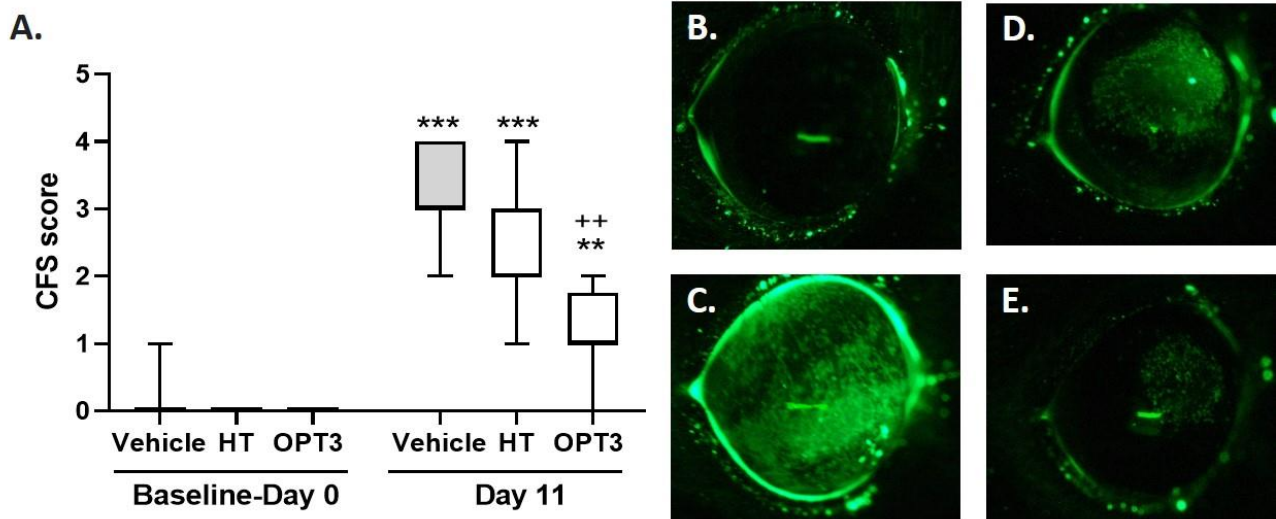 A.
CFS score
5
4
3
2
1
0
***
***
++
**
Vehicle HT OPT3
Baseline-Day 0
Vehicle HT OPT3
Day 11
B.
D.
C.
E.